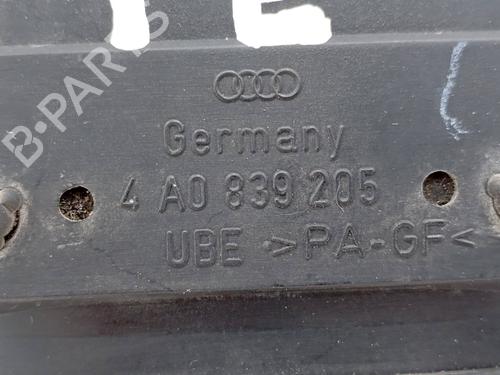 B-PARTS
Germany
4 A0 839 205
UBE >PA-GF<